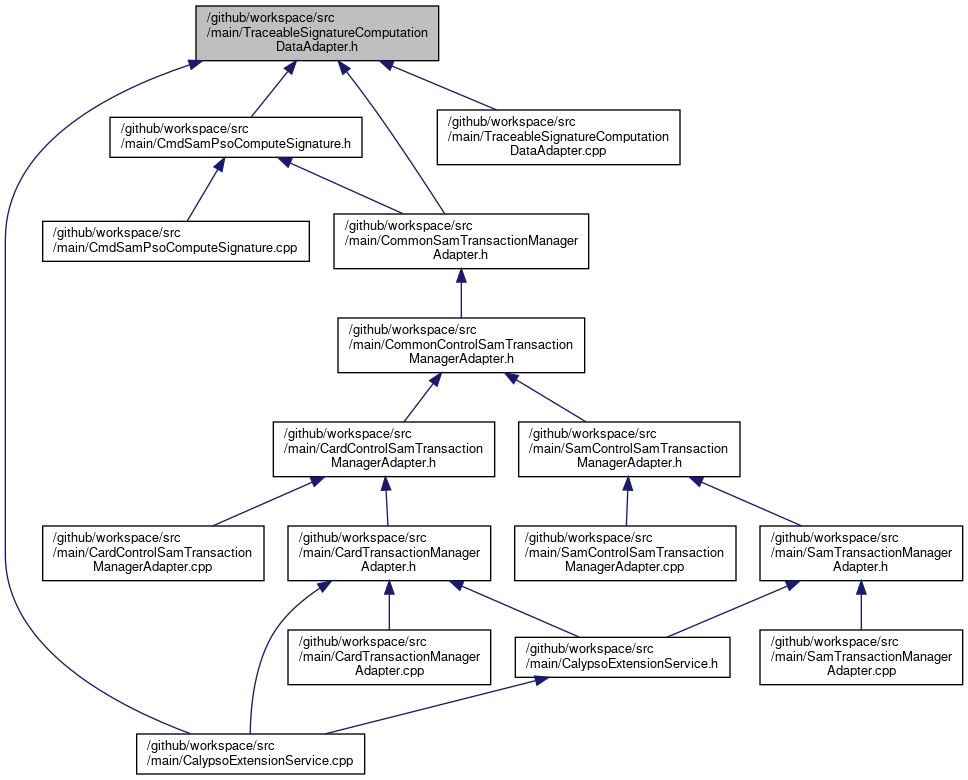 /github/workspace/src
/main/TraceableSignatureComputation
DataAdapter.h
/github/workspace/src
/main/CmdSamPsoComputeSignature.h
/github/workspace/src
/main/TraceableSignatureComputation
DataAdapter.cpp
/github/workspace/src
/main/CmdSamPsoComputeSignature.cpp
/github/workspace/src
/main/CommonSamTransactionManager
Adapter.h
/github/workspace/src
/main/CommonControlSamTransaction
ManagerAdapter.h
/github/workspace/src
/main/CardControlSamTransaction
ManagerAdapter.h
/github/workspace/src
/main/SamControlSamTransaction
ManagerAdapter.h
/github/workspace/src
/main/CardControlSamTransaction
ManagerAdapter.cpp
/github/workspace/src
/main/CardTransactionManager
Adapter.h
/github/workspace/src
/main/SamControlSamTransaction
ManagerAdapter.cpp
/github/workspace/src
/main/SamTransactionManager
Adapter.h
/github/workspace/src
/main/CardTransactionManager
Adapter.cpp
/github/workspace/src
/main/CalypsoExtensionService.h
/github/workspace/src
/main/SamTransactionManager
Adapter.cpp
/github/workspace/src
/main/CalypsoExtensionService.cpp